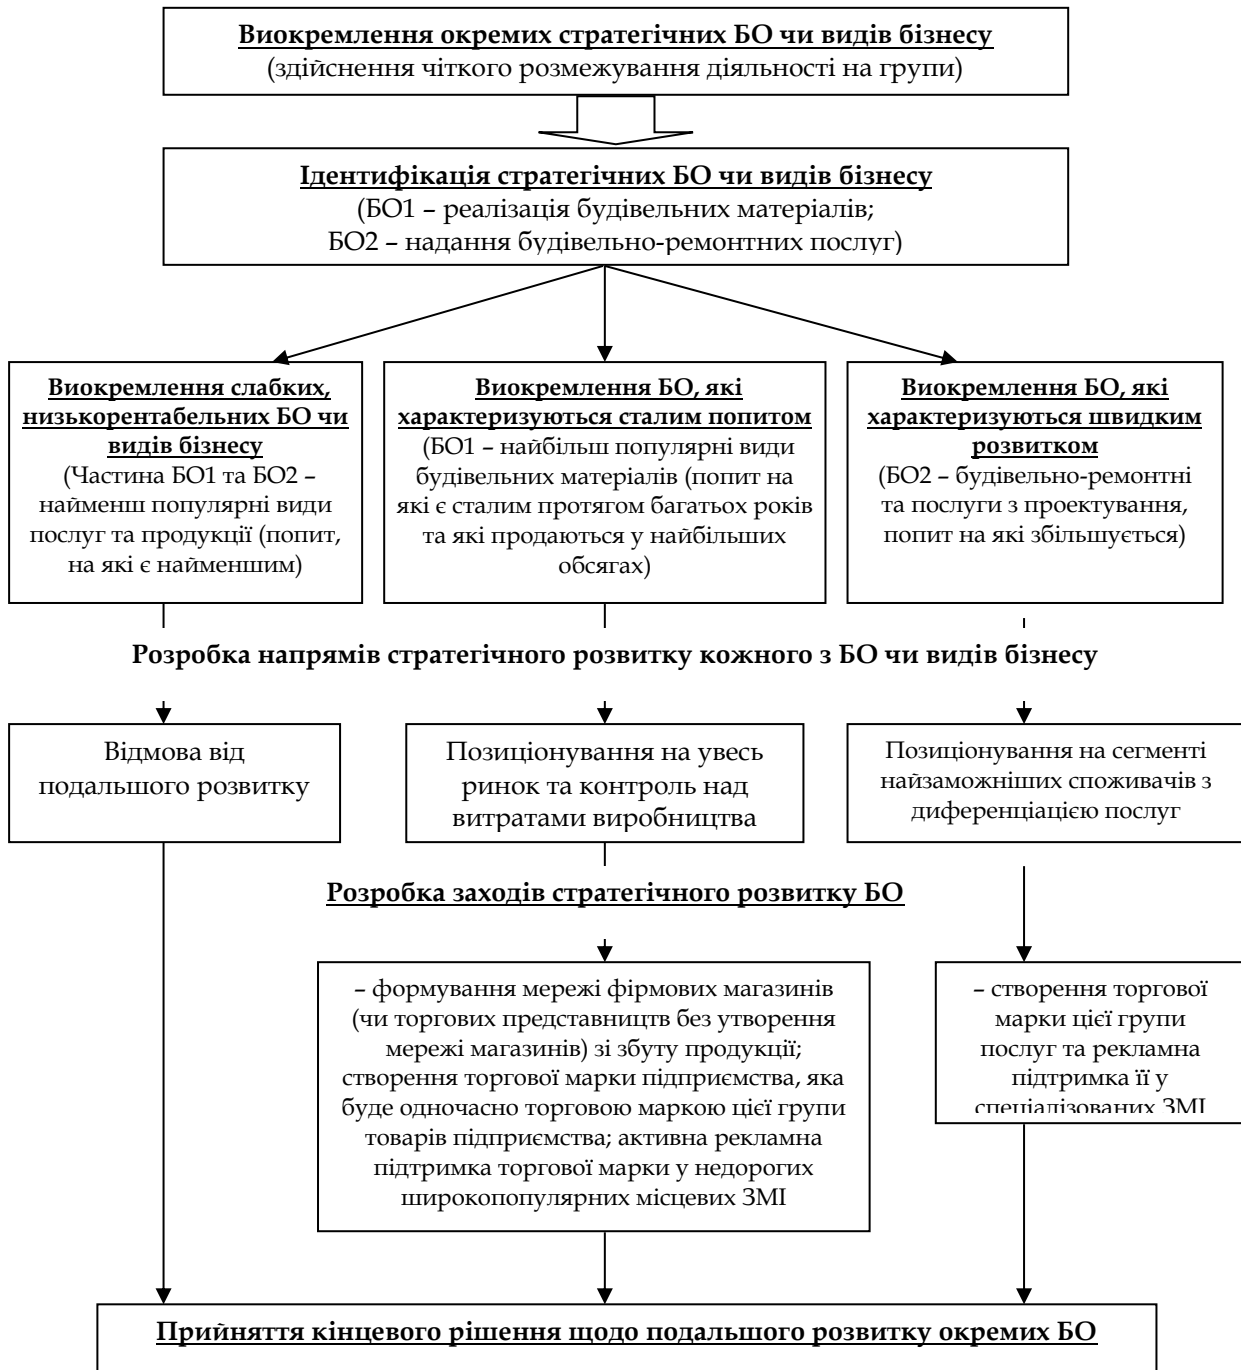 Виокремлення окремих стратегічних БО чи видів бізнесу
(здійснення чіткого розмежування діяльності на групи)
Ідентифікація стратегічних БО чи видів бізнесу
(БО1 – реалізація будівельних матеріалів;
БО2 – надання будівельно-ремонтних послуг)
Виокремлення слабких,
низькорентабельних БО чи
видів бізнесу
(Частина БО1 та БО2 –
найменш популярні види
послуг та продукції (попит,
на які є найменшим)
Виокремлення БО, які
характеризуються сталим попитом
(БО1 – найбільш популярні види
будівельних матеріалів (попит на
які є сталим протягом багатьох років
та які продаються у найбільших
обсягах)
Виокремлення БО, які
характеризуються швидким
розвитком
(БО2 – будівельно-ремонтні
та послуги з проектування,
попит на які збільшується)
Розробка напрямів стратегічного розвитку кожного з БО чи видів бізнесу
Відмова від
подальшого розвитку
Позиціонування на увесь
ринок та контроль над
витратами виробництва
Позиціонування на сегменті
найзаможніших споживачів з
диференціацією послуг
Розробка заходів стратегічного розвитку БО
– формування мережі фірмових магазинів
(чи торгових представництв без утворення
мережі магазинів) зі збуту продукції;
створення торгової марки підприємства, яка
буде одночасно торговою маркою цієї групи
товарів підприємства; активна рекламна
підтримка торгової марки у недорогих
широкопопулярних місцевих ЗМІ
– створення торгової
марки цієї групи
послуг та рекламна
підтримка її у
спеціалізованих ЗМІ
Прийняття кінцевого рішення щодо подальшого розвитку окремих БО